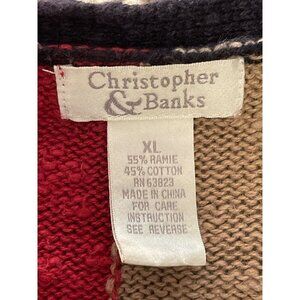 Christopher
& Banks
XL
55% RAMIE
45% COTTON
RN 63823
MADE IN CHINA
FOR CARE
INSTRUCTION
SEE REVERSE